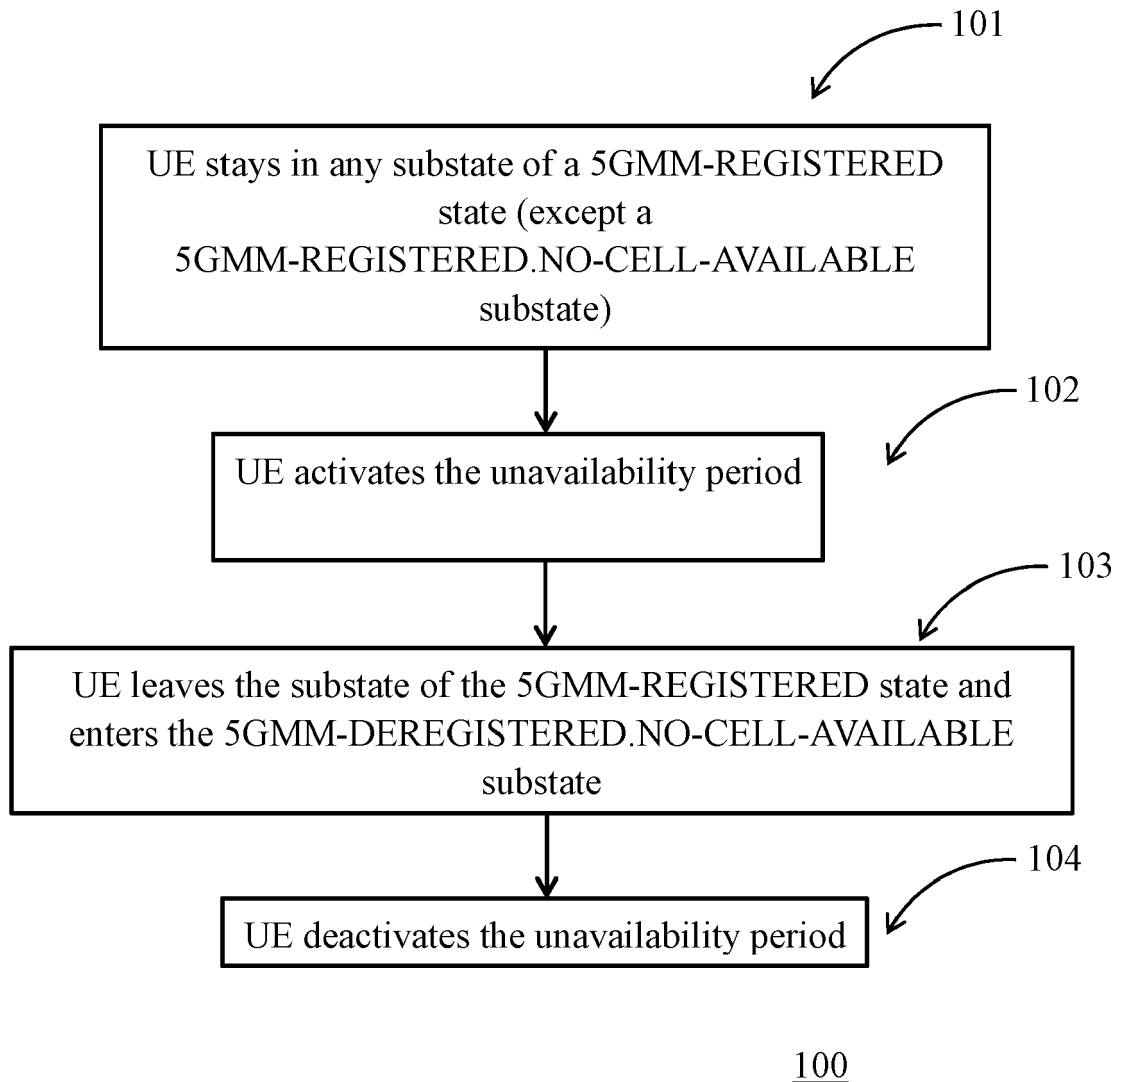 101
UE stays in any substate of a 5GMM-REGISTERED
state (except a
5GMM-REGISTERED.NO-CELL-AVAILABLE
substate)
102
UE activates the unavailability period
103
UE leaves the substate of the 5GMM-REGISTERED state and
enters the 5GMM-DEREGISTERED.NO-CELL-AVAILABLE
substate
104
UE deactivates the unavailability period
100